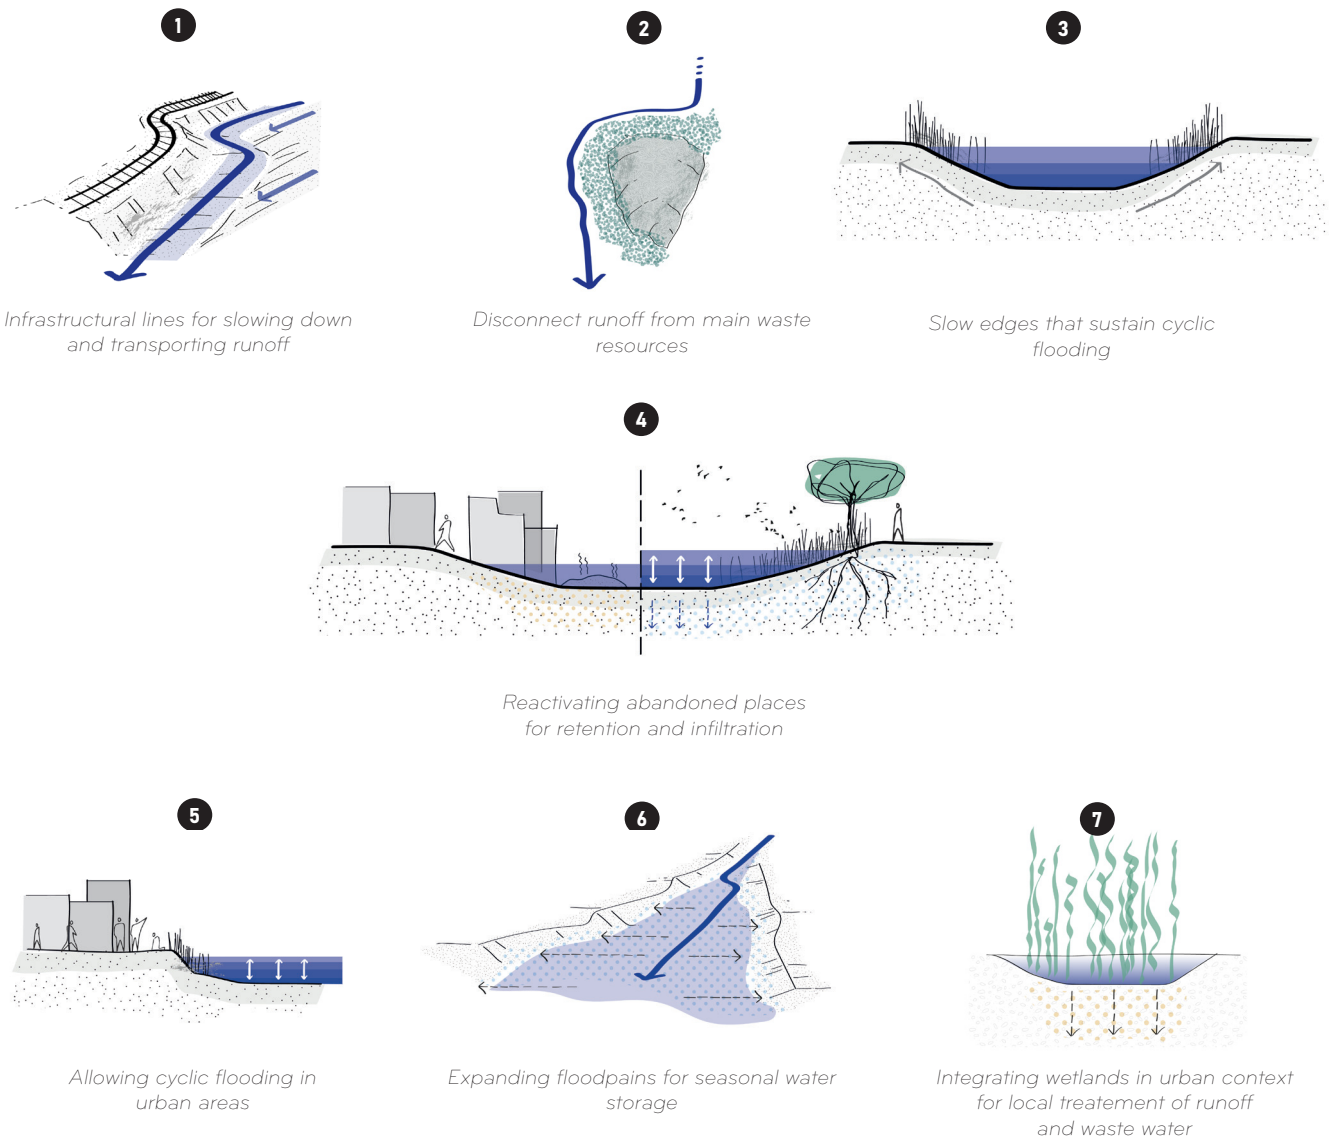 1
2
3
Infrastructural lines for slowing down
and transporting runoff
Disconnect runoff from main waste
resources
Slow edges that sustain cyclic
flooding
4
Reactivating abandoned places
for retention and infiltration
5
6
7
Allowing cyclic flooding in
urban areas
Expanding floodpains for seasonal water
storage
Integrating wetlands in urban context
for local treatement of runoff
and waste water